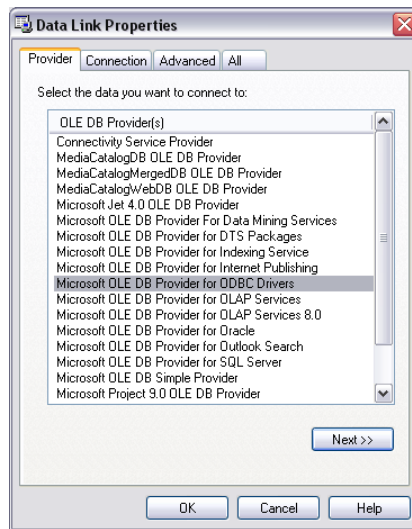 Data Link Properties
Provider Connection Advanced All
Select the data you want to connect to:
OLE DB Provider(s)
Connectivity Service Provider
MediaCatalogDB OLE DB Provider
MediaCatalogMergedDB OLE DB Provider
MediaCatalogWebDB OLE DB Provider
Microsoft Jet 4.0 OLE DB Provider
Microsoft OLE DB Provider For Data Mining Services
Microsoft OLE DB Provider for DTS Packages
Microsoft OLE DB Provider for Indexing Service
Microsoft OLE DB Provider for Internet Publishing
Microsoft OLE DB Provider for ODBC Drivers
Microsoft OLE DB Provider for OLAP Services
Microsoft OLE DB Provider for OLAP Services 8.0
Microsoft OLE DB Provider for Oracle
Microsoft OLE DB Provider for Outlook Search
Microsoft OLE DB Provider for SQL Server
Microsoft OLE DB Simple Provider
Microsoft Project 9.0 OLE DB Provider
Next >>
OK Cancel Help